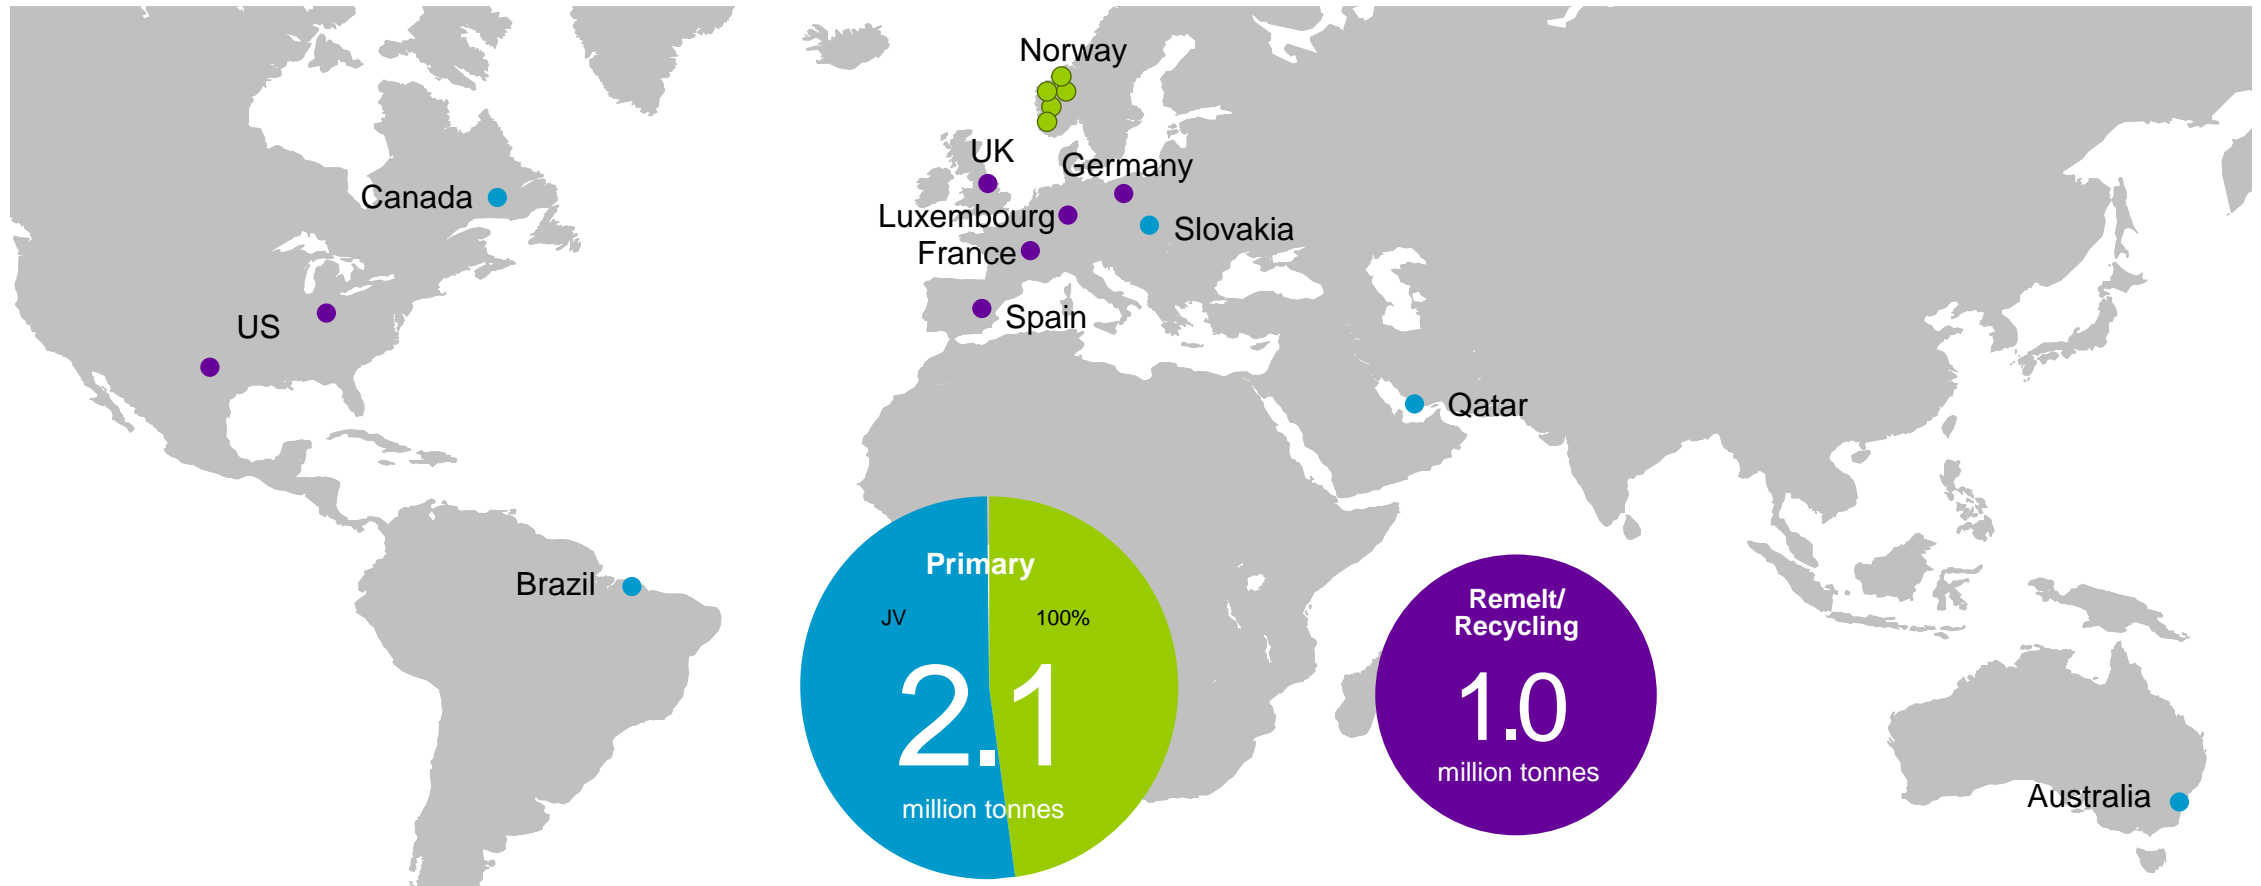 Norway
UK
Germany
Canada
Luxembourg
Slovakia
France
US
Spain
Qatar
Brazil
Primary
JV
100%
2.1
million tonnes
Remelt/
Recycling
1.0
million tonnes
Australia